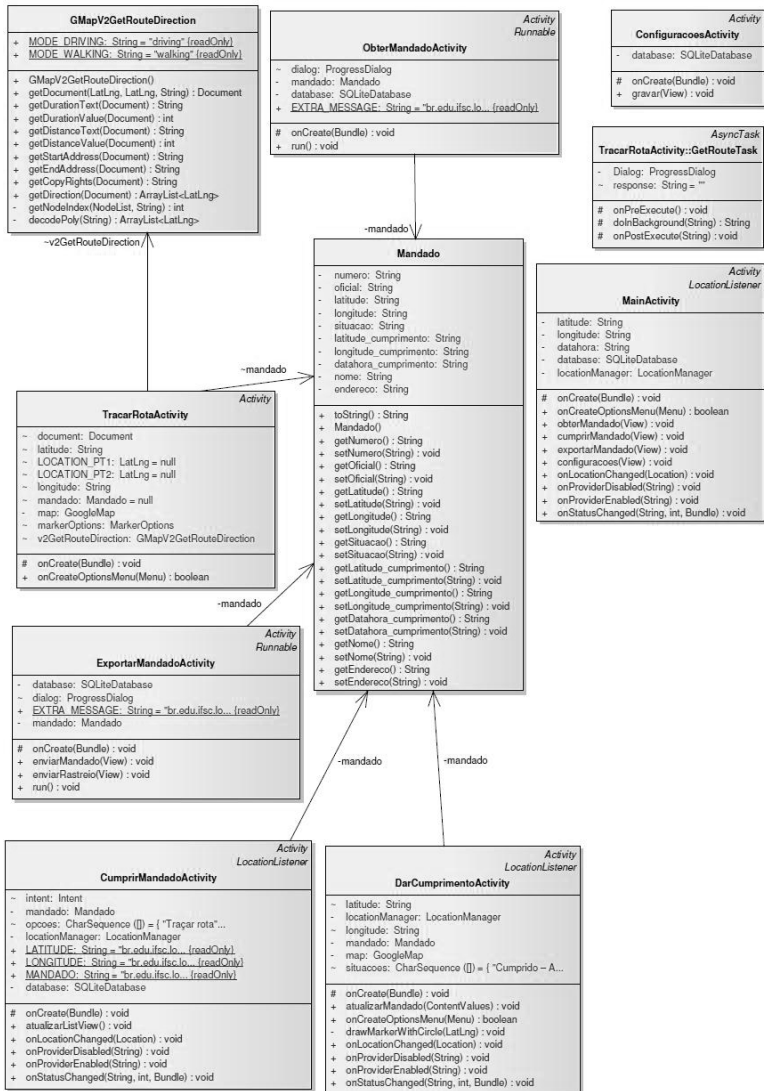 GMapV2GetRouteDirection
+ MODE_DRIVING: String = "driving" {readOnly}
+ MODE_WALKING: String = "walking" {readOnly}
+ GMapV2GetRouteDirection()
+ getDocument(LatLng, LatLng, String) : Document
+ getDurationText(Document) : String
+ getDurationValue(Document) : int
+ getDistanceText(Document) : String
+ getDistanceValue(Document) : int
+ getStartAddress(Document) : String
+ getEndAddress(Document) : String
+ getCopyRights(Document) : String
+ getDirection(Document) : ArrayList<LatLng>
- getNodeIndex(NodeList, String) : int
- decodePoly(String) : ArrayList<LatLng>
~v2GetRouteDirection
Activity
Runnable
ObterMandadoActivity
~ dialog: ProgressDialog
- mandado: Mandado
- database: SQLiteDatabase
+ EXTRA_MESSAGE: String = "br.edu.ifsc.lo... {readOnly}
# onCreate(Bundle) : void
+ run() : void
-mandado
Activity
ConfiguracoesActivity
- database: SQLiteDatabase
# onCreate(Bundle) : void
+ gravar(View) : void
AsyncTask
TracarRotaActivity::GetRouteTask
- Dialog: ProgressDialog
~ response: String = ""
# onPreExecute() : void
# doInBackground(String) : String
# onPostExecute(String) : void
Mandado
- numero: String
- oficial: String
- latitude: String
- longitude: String
- situacao: String
- latitude_cumprimento: String
- longitude_cumprimento: String
- datahora_cumprimento: String
- nome: String
- endereco: String
+ toString() : String
+ Mandado()
+ getNumero() : String
+ setNumero(String) : void
+ getOficial() : String
+ setOficial(String) : void
+ getLatitude() : String
+ setLatitude(String) : void
+ getLongitude() : String
+ setLongitude(String) : void
+ getSituacao() : String
+ setSituacao(String) : void
+ getLatitude_cumprimento() : String
+ setLatitude_cumprimento(String) : void
+ getLongitude_cumprimento() : String
+ setLongitude_cumprimento(String) : void
+ getDatahora_cumprimento() : String
+ setDatahora_cumprimento(String) : void
+ getNome() : String
+ setNome(String) : void
+ getEndereco() : String
+ setEndereco(String) : void
Activity
LocationListener
MainActivity
- latitude: String
- longitude: String
- datahora: String
- database: SQLiteDatabase
- locationManager: LocationManager
# onCreate(Bundle) : void
+ onCreateOptionsMenu(Menu) : boolean
+ obterMandado(View) : void
+ cumprirMandado(View) : void
+ exportarMandado(View) : void
+ configuracoes(View) : void
+ onLocationChanged(Location) : void
+ onProviderDisabled(String) : void
+ onProviderEnabled(String) : void
+ onStatusChanged(String, int, Bundle) : void
~mandado
Activity
TracarRotaActivity
~ document: Document
~ latitude: String
~ LOCATION_PT1: LatLng = null
~ LOCATION_PT2: LatLng = null
~ longitude: String
~ mandado: Mandado = null
- map: GoogleMap
~ markerOptions: MarkerOptions
~ v2GetRouteDirection: GMapV2GetRouteDirection
# onCreate(Bundle) : void
+ onCreateOptionsMenu(Menu) : boolean
-mandado
Activity
Runnable
ExportarMandadoActivity
- database: SQLiteDatabase
~ dialog: ProgressDialog
+ EXTRA_MESSAGE: String = "br.edu.ifsc.lo... {readOnly}
- mandado: Mandado
# onCreate(Bundle) : void
+ enviarMandado(View) : void
+ enviarRastreio(View) : void
+ run() : void
-mandado
-mandado
Activity
LocationListener
CumprirMandadoActivity
~ intent: Intent
- mandado: Mandado
~ opcoes: CharSequence ([]) = { "Traçar rota"...
- locationManager: LocationManager
+ LATITUDE: String = "br.edu.ifsc.lo... {readOnly}
+ LONGITUDE: String = "br.edu.ifsc.lo... {readOnly}
+ MANDADO: String = "br.edu.ifsc.lo... {readOnly}
- database: SQLiteDatabase
# onCreate(Bundle) : void
+ atualizarListView() : void
+ onLocationChanged(Location) : void
+ onProviderDisabled(String) : void
+ onProviderEnabled(String) : void
+ onStatusChanged(String, int, Bundle) : void
Activity
LocationListener
DarCumprimentoActivity
~ latitude: String
- locationManager: LocationManager
~ longitude: String
- mandado: Mandado
- map: GoogleMap
~ situacoes: CharSequence ([]) = { "Cumprido – A...
# onCreate(Bundle) : void
+ atualizarMandado(ContentValues) : void
+ onCreateOptionsMenu(Menu) : boolean
- drawMarkerWithCircle(LatLng) : void
+ onLocationChanged(Location) : void
+ onProviderDisabled(String) : void
+ onProviderEnabled(String) : void
+ onStatusChanged(String, int, Bundle) : void